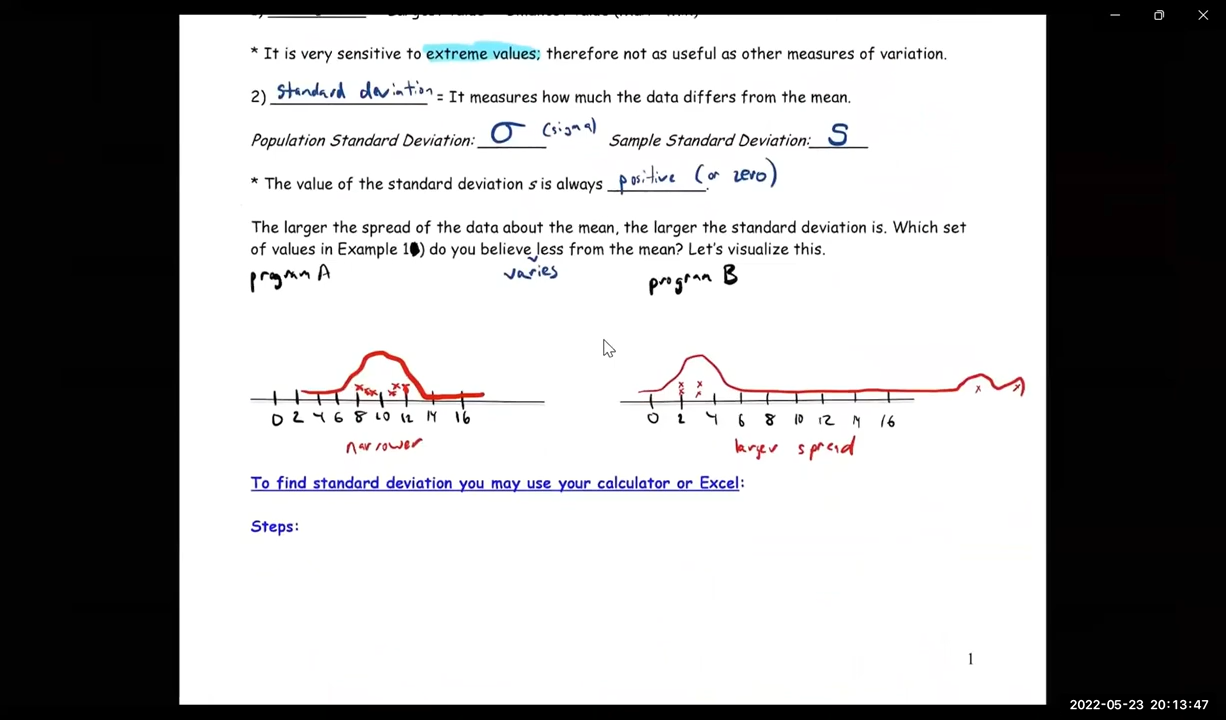 * It is very sensitive to extreme values; therefore not as useful as other measures of variation.
2) standard deviation = It measures how much the data differs from the mean.
Population Standard Deviation: σ (sigma) Sample Standard Deviation: S
* The value of the standard deviation s is always positive (or zero).
The larger the spread of the data about the mean, the larger the standard deviation is. Which set
of values in Example 1) do you believe less from the mean? Let's visualize this.
program A varies program B
0 2 4 6 8 10 12 14 16 0 2 4 6 8 10 12 14 16
narrower larger spread
To find standard deviation you may use your calculator or Excel:
Steps:
1
2022-05-23 20:13:47